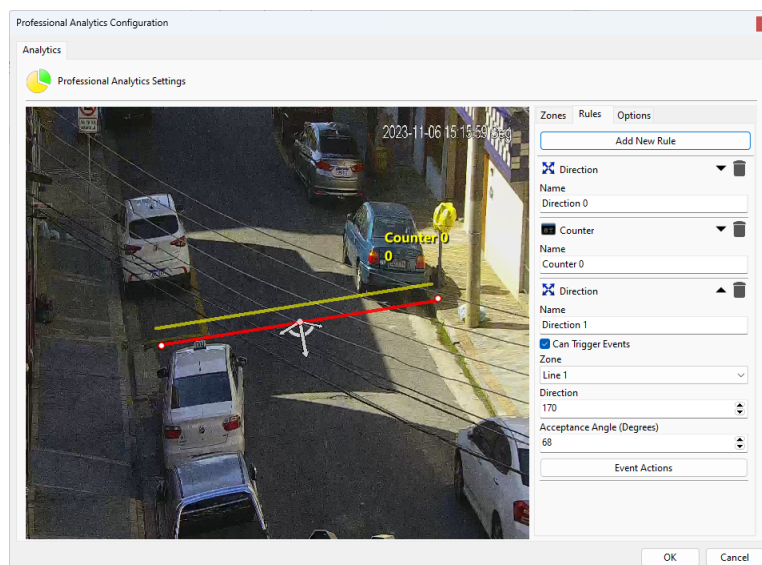 Professional Analytics Configuration
Analytics
Professional Analytics Settings
2023-11-06 15:15:59 Seg
Counter 0
0
Zones Rules Options
Add New Rule
Direction
Name
Direction 0
Counter
Name
Counter 0
Direction
Name
Direction 1
Can Trigger Events
Zone
Line 1
Direction
170
Acceptance Angle (Degrees)
68
Event Actions
OK Cancel